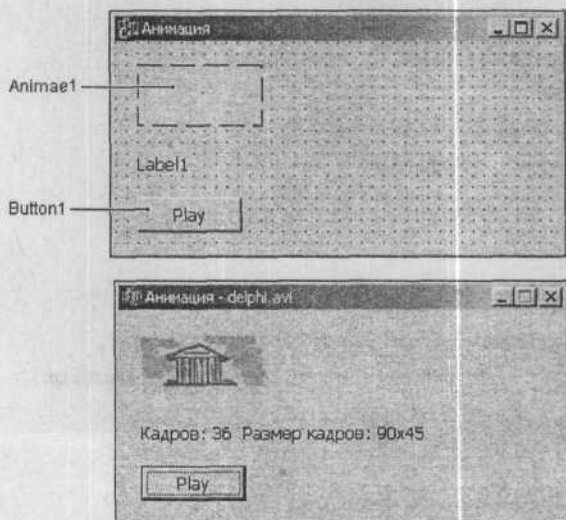 Анимация
Animae1
Label1
Button1
Play
Анимация - delphi.avi
Кадров: 36 Размер кадров: 90x45
Play